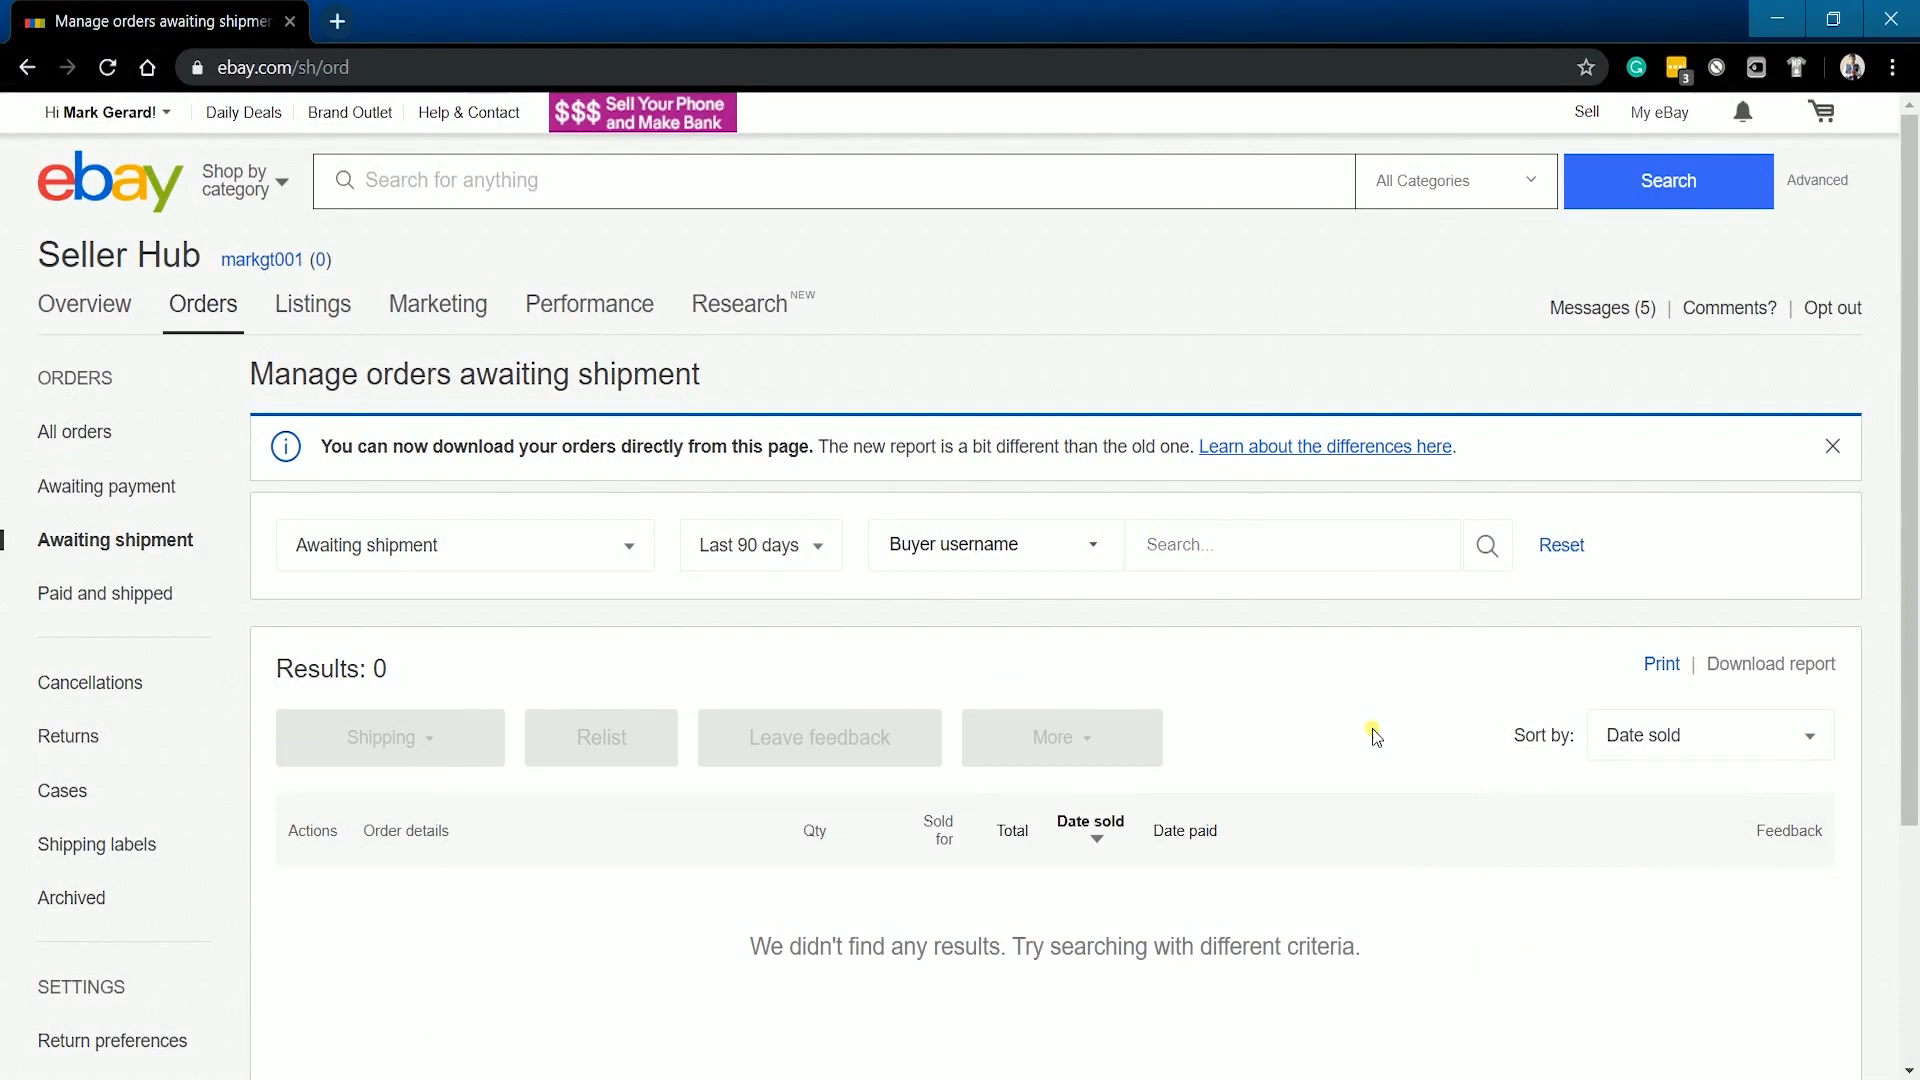 Manage orders awaiting shipme
ebay.com/sh/ord
3
Hi Mark Gerard!
Daily Deals
Brand Outlet
Help & Contact
$$$ Sell Your Phone
and Make Bank
Sell
My eBay
ebay
Shop by
category
Search for anything
All Categories
Search
Advanced
Seller Hub
markgt001 (0)
Overview
Orders
Listings
Marketing
Performance
Research NEW
Messages (5) | Comments? | Opt out
ORDERS
All orders
Awaiting payment
Awaiting shipment
Paid and shipped
Cancellations
Returns
Cases
Shipping labels
Archived
SETTINGS
Return preferences
Manage orders awaiting shipment
You can now download your orders directly from this page. The new report is a bit different than the old one. Learn about the differences here.
Awaiting shipment
Last 90 days
Buyer username
Search...
Reset
Results: 0
Print | Download report
Shipping
Relist
Leave feedback
More
Sort by:
Date sold
Actions
Order details
Qty
Sold
for
Total
Date sold
Date paid
Feedback
We didn't find any results. Try searching with different criteria.